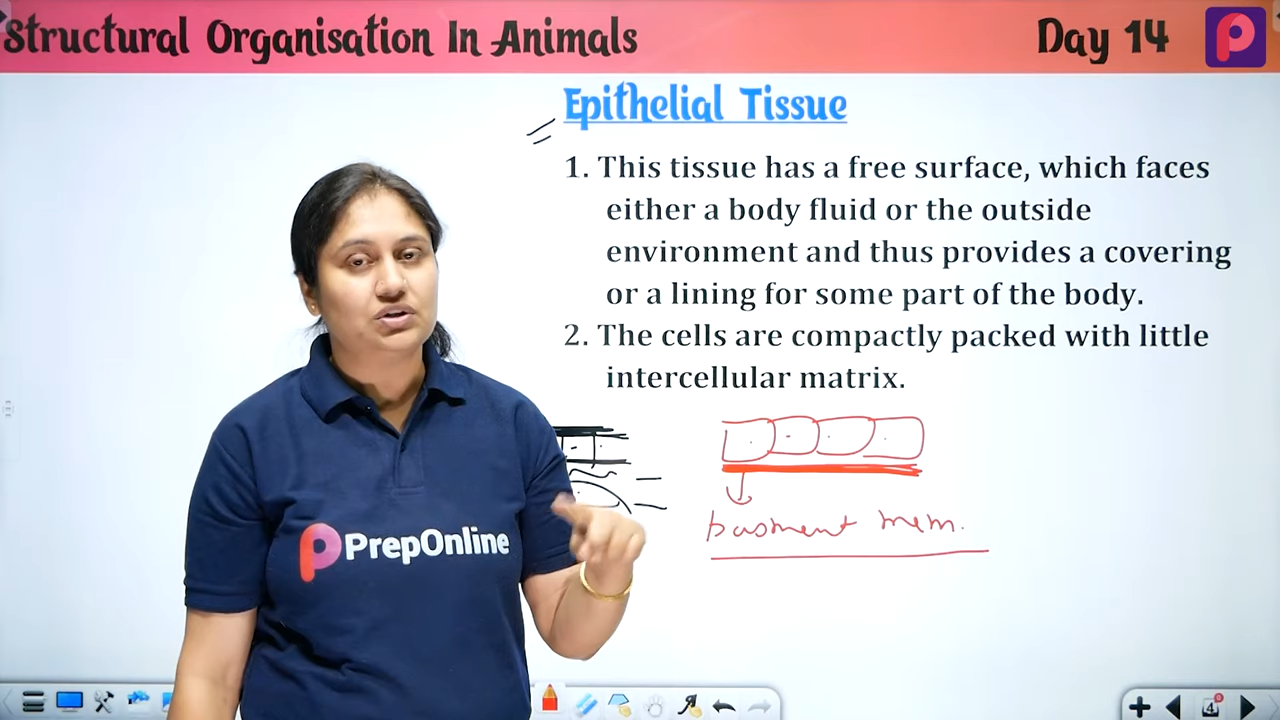 Structural Organisation In Animals
Day 14
Epithelial Tissue
1. This tissue has a free surface, which faces
either a body fluid or the outside
environment and thus provides a covering
or a lining for some part of the body.
2. The cells are compactly packed with little
intercellular matrix.
basment mem.
PrepOnline
4